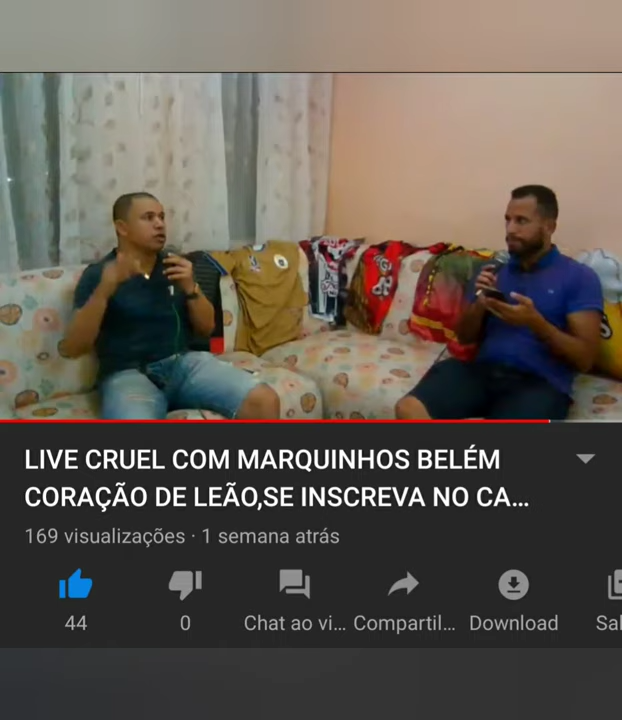 LIVE CRUEL COM MARQUINHOS BELÉM
CORAÇÃO DE LEÃO,SE INSCREVA NO CA...
169 visualizações · 1 semana atrás
44
0
Chat ao vi...
Compartil...
Download
Sal